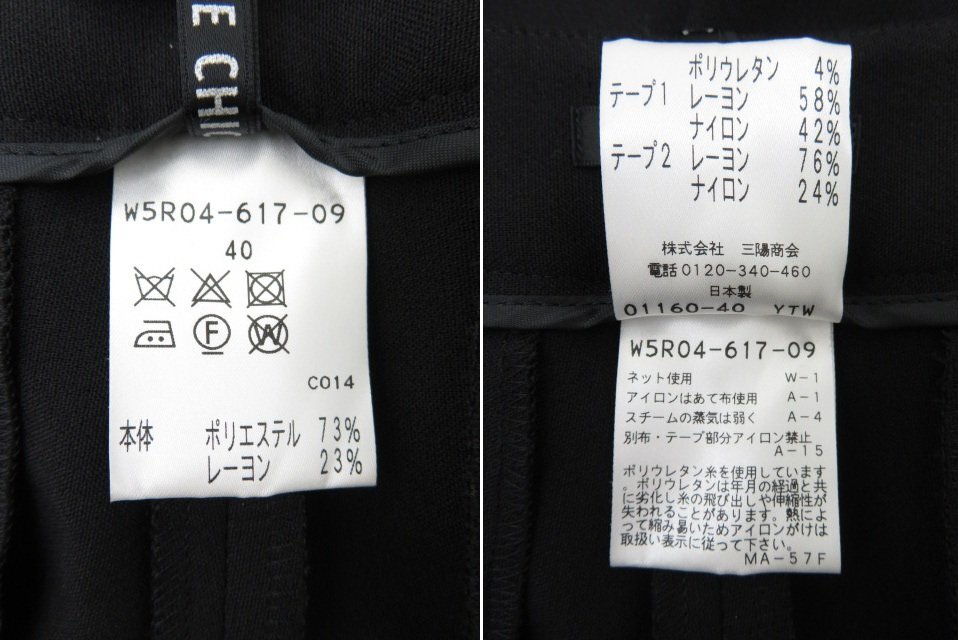 E CHIC
W5R04-617-09
40
F
W
C014
本体 ポリエステル 73%
レーヨン 23%
ポリウレタン 4%
テープ1 レーヨン 58%
ナイロン 42%
テープ2 レーヨン 76%
ナイロン 24%
株式会社 三陽商会
電話0120-340-460
日本製
01160-40 YTW
W5R04-617-09
ネット使用 W-1
アイロンはあて布使用 A-1
スチームの蒸気は弱く A-4
別布・テープ部分アイロン禁止
A-15
ポリウレタン糸を使用しています
。ポリウレタンは年月の経過と共
に劣化し糸の飛び出しや伸縮性が
失われることがあります。熱によ
って縮み易いためアイロンがけは
取扱い表示に従って下さい。
MA-57F